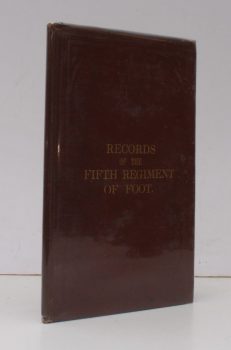 RECORDS
OF THE
FIFTH REGIMENT
OF FOOT.